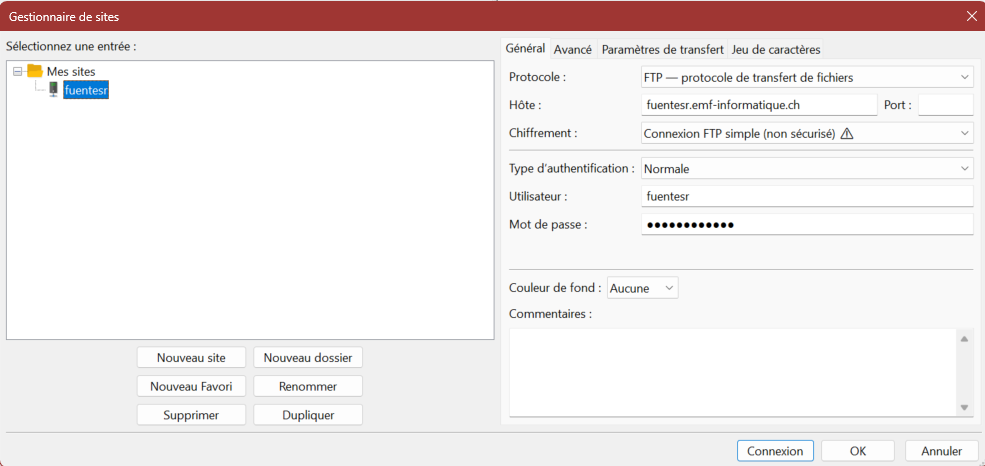 Gestionnaire de sites
Sélectionnez une entrée :
Mes sites
fuentesr
Nouveau site
Nouveau dossier
Nouveau Favori
Renommer
Supprimer
Dupliquer
Général Avancé Paramètres de transfert Jeu de caractères
Protocole : FTP — protocole de transfert de fichiers
Hôte : fuentesr.emf-informatique.ch Port :
Chiffrement : Connexion FTP simple (non sécurisé) ⚠
Type d'authentification : Normale
Utilisateur : fuentesr
Mot de passe : ●●●●●●●●●●●●
Couleur de fond : Aucune
Commentaires :
Connexion OK Annuler